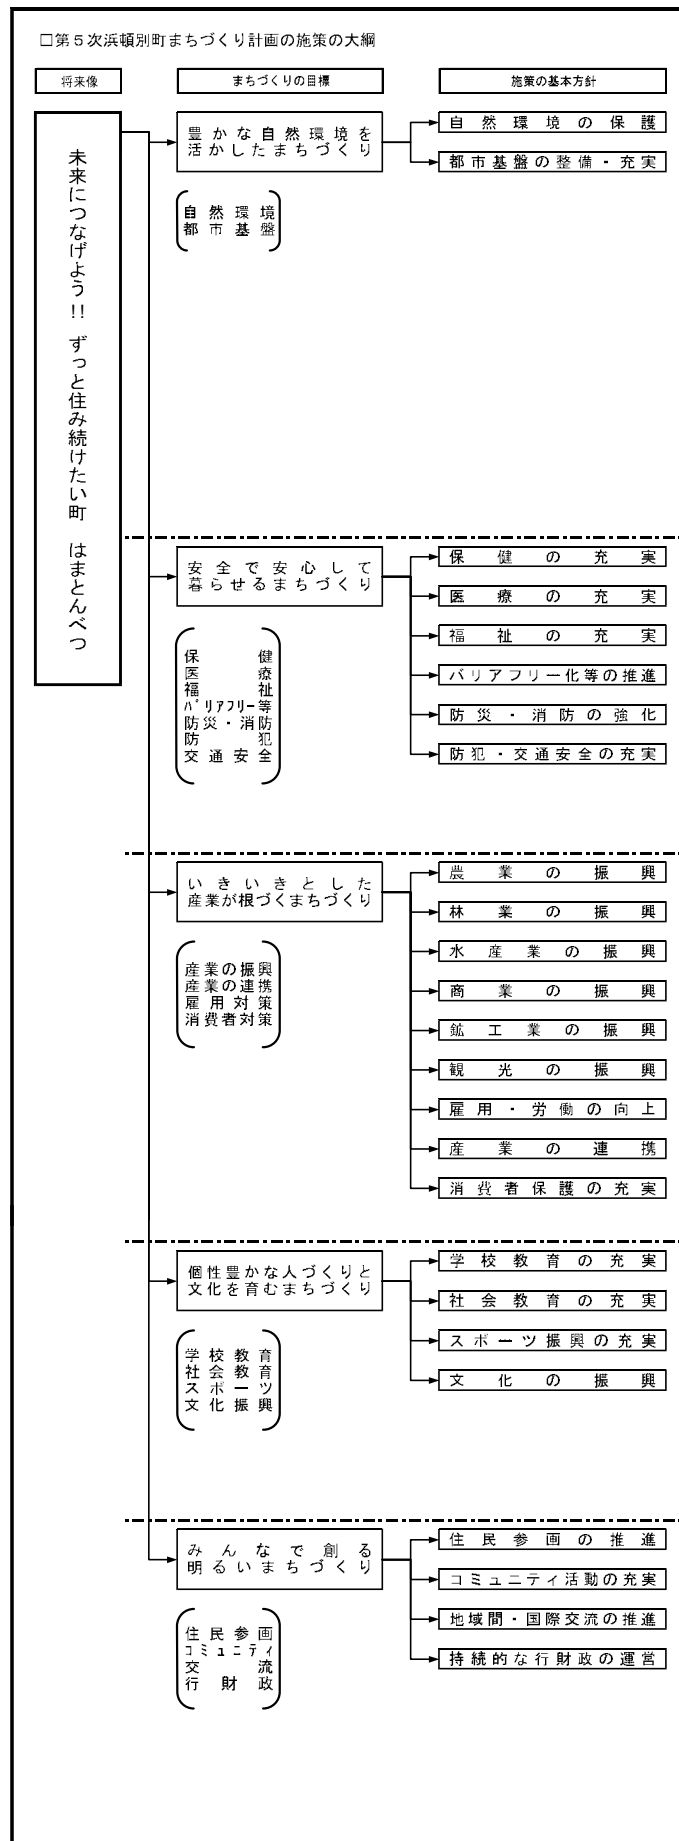 □第５次浜頓別町まちづくり計画の施策の大綱
将来像
まちづくりの目標
施策の基本方針
未来につなげよう!! ずっと住み続けたい町 はまとんべつ
豊かな自然環境を
活かしたまちづくり
自然環境
都市基盤
自然環境の保護
都市基盤の整備・充実
安全で安心して
暮らせるまちづくり
保健
医療
福祉
バリアフリー等
防災・消防
防犯
交通安全
保健の充実
医療の充実
福祉の充実
バリアフリー化等の推進
防災・消防の強化
防犯・交通安全の充実
いきいきとした
産業が根づくまちづくり
産業の振興
産業の連携
雇用対策
消費者対策
農業の振興
林業の振興
水産業の振興
商業の振興
鉱工業の振興
観光の振興
雇用・労働の向上
産業の連携
消費者保護の充実
個性豊かな人づくりと
文化を育むまちづくり
学校教育
社会教育
スポーツ
文化振興
学校教育の充実
社会教育の充実
スポーツ振興の充実
文化の振興
みんなで創る
明るいまちづくり
住民参画
コミュニティ
交流
行財政
住民参画の推進
コミュニティ活動の充実
地域間・国際交流の推進
持続的な行財政の運営